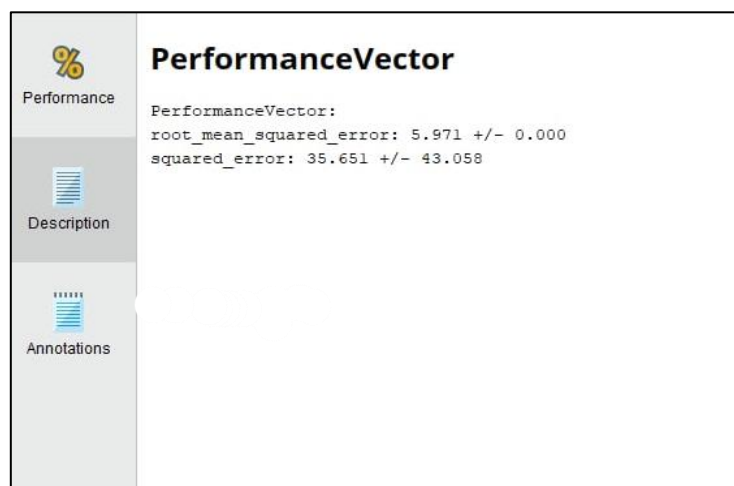 %
Performance
Description
Annotations
PerformanceVector
PerformanceVector:
root_mean_squared_error: 5.971 +/- 0.000
squared_error: 35.651 +/- 43.058